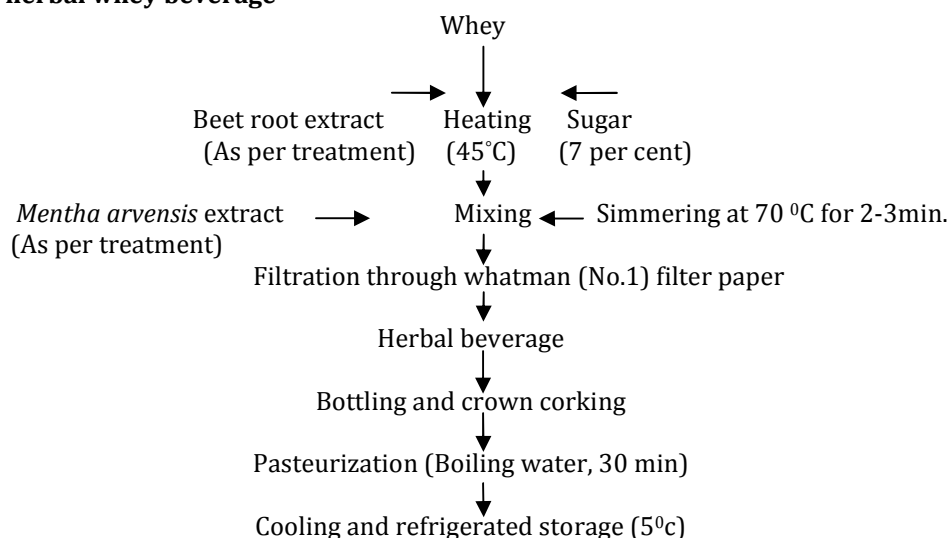 herbal whey beverage
Whey
Beet root extract Heating Sugar
(As per treatment) (45˚C) (7 per cent)
Mentha arvensis extract Mixing Simmering at 70 ⁰C for 2-3min.
(As per treatment)
Filtration through whatman (No.1) filter paper
Herbal beverage
Bottling and crown corking
Pasteurization (Boiling water, 30 min)
Cooling and refrigerated storage (5⁰c)